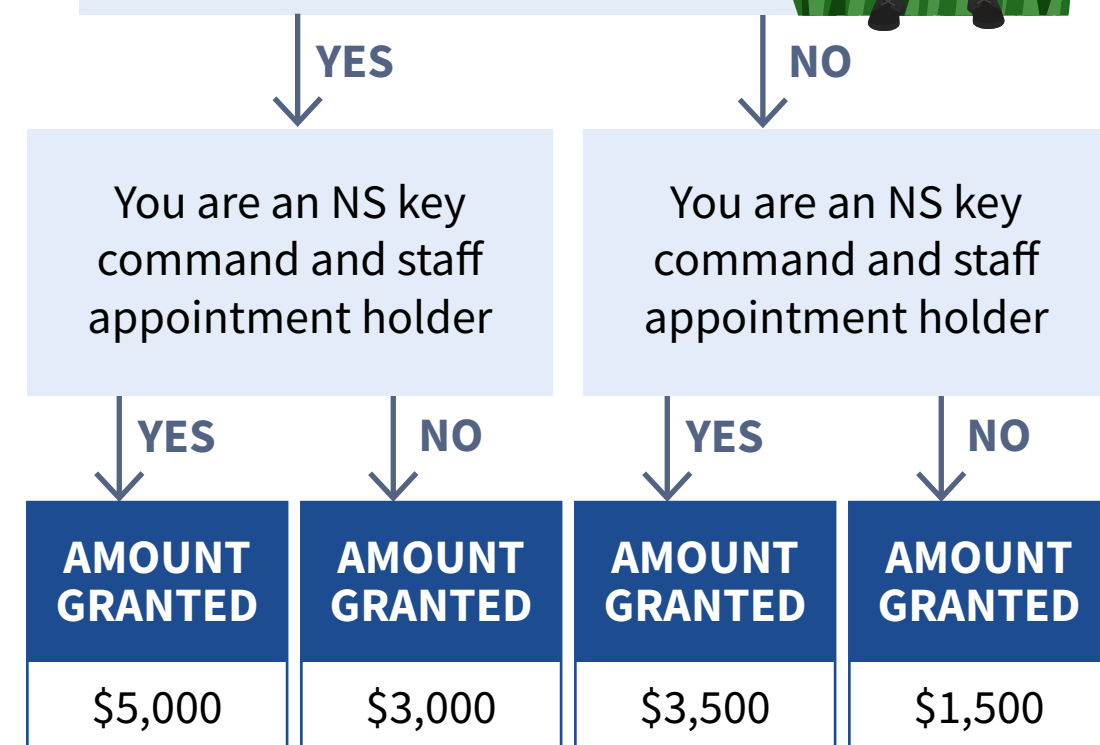 YES
NO
You are an NS key
command and staff
appointment holder
You are an NS key
command and staff
appointment holder
YES
NO
YES
NO
AMOUNT
GRANTED
AMOUNT
GRANTED
AMOUNT
GRANTED
AMOUNT
GRANTED
$5,000
$3,000
$3,500
$1,500